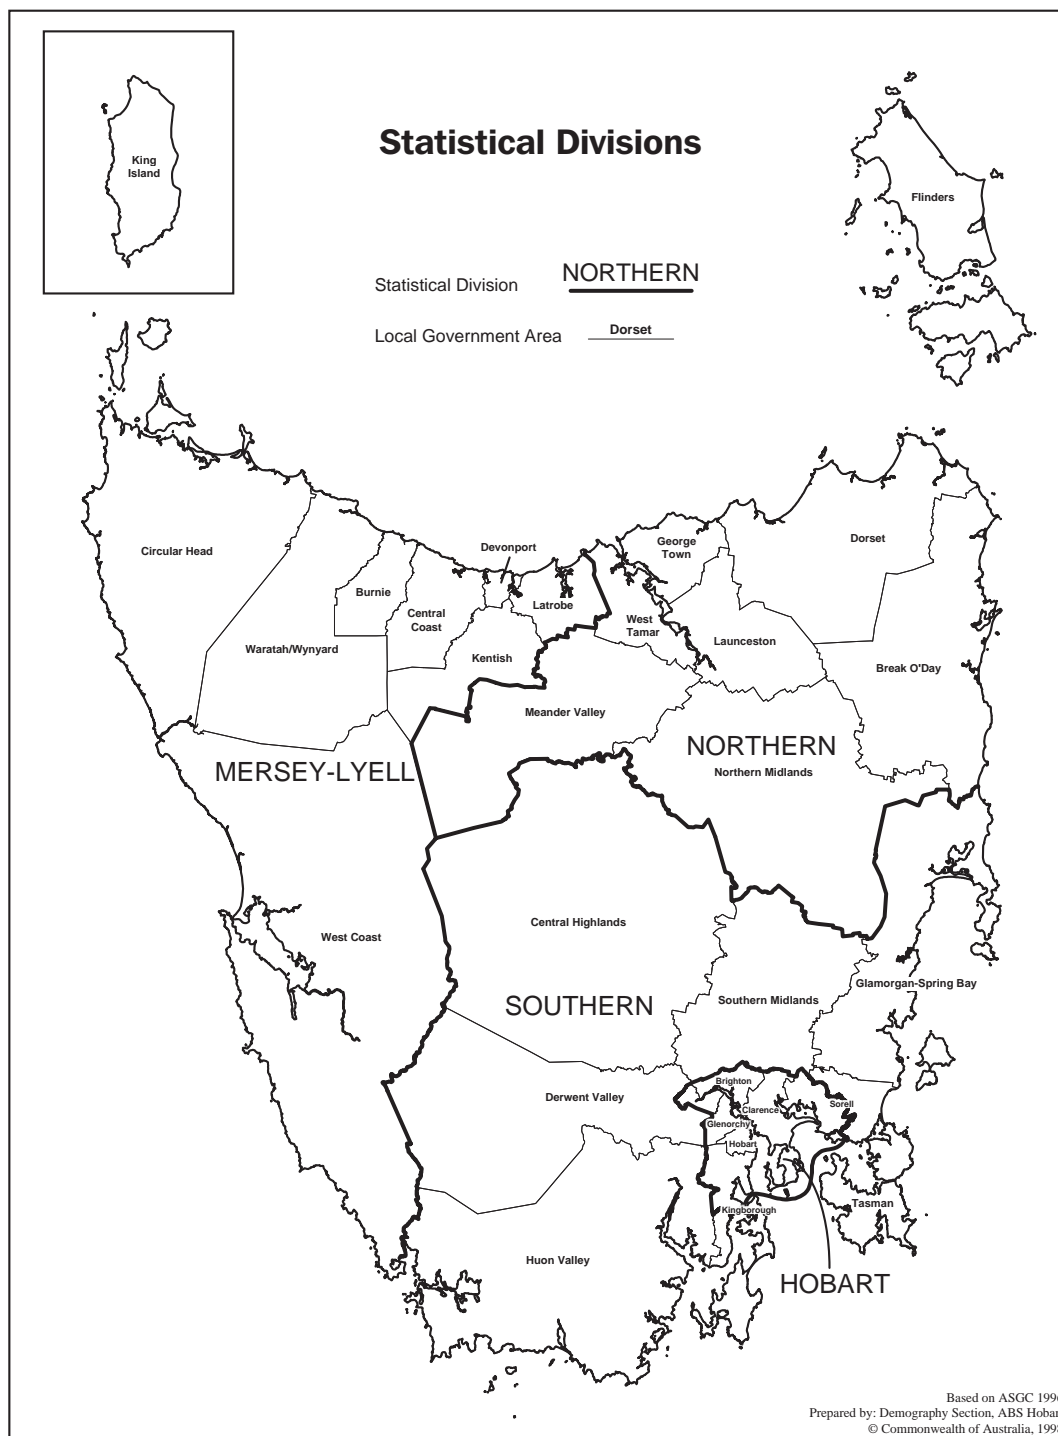 King
Island
Statistical Divisions
Flinders
Statistical Division NORTHERN
Local Government Area Dorset
Circular Head
Devonport
George
Town
Dorset
Burnie
Latrobe
Central
Coast
West
Tamar
Waratah/Wynyard
Kentish
Launceston
Break O'Day
Meander Valley
NORTHERN
Northern Midlands
MERSEY-LYELL
Central Highlands
West Coast
Glamorgan-Spring Bay
SOUTHERN
Southern Midlands
Brighton
Derwent Valley
Clarence
Sorell
Glenorchy
Hobart
Tasman
Kingborough
Huon Valley
HOBART
Based on ASGC 199
Prepared by: Demography Section, ABS Hobar
© Commonwealth of Australia, 199